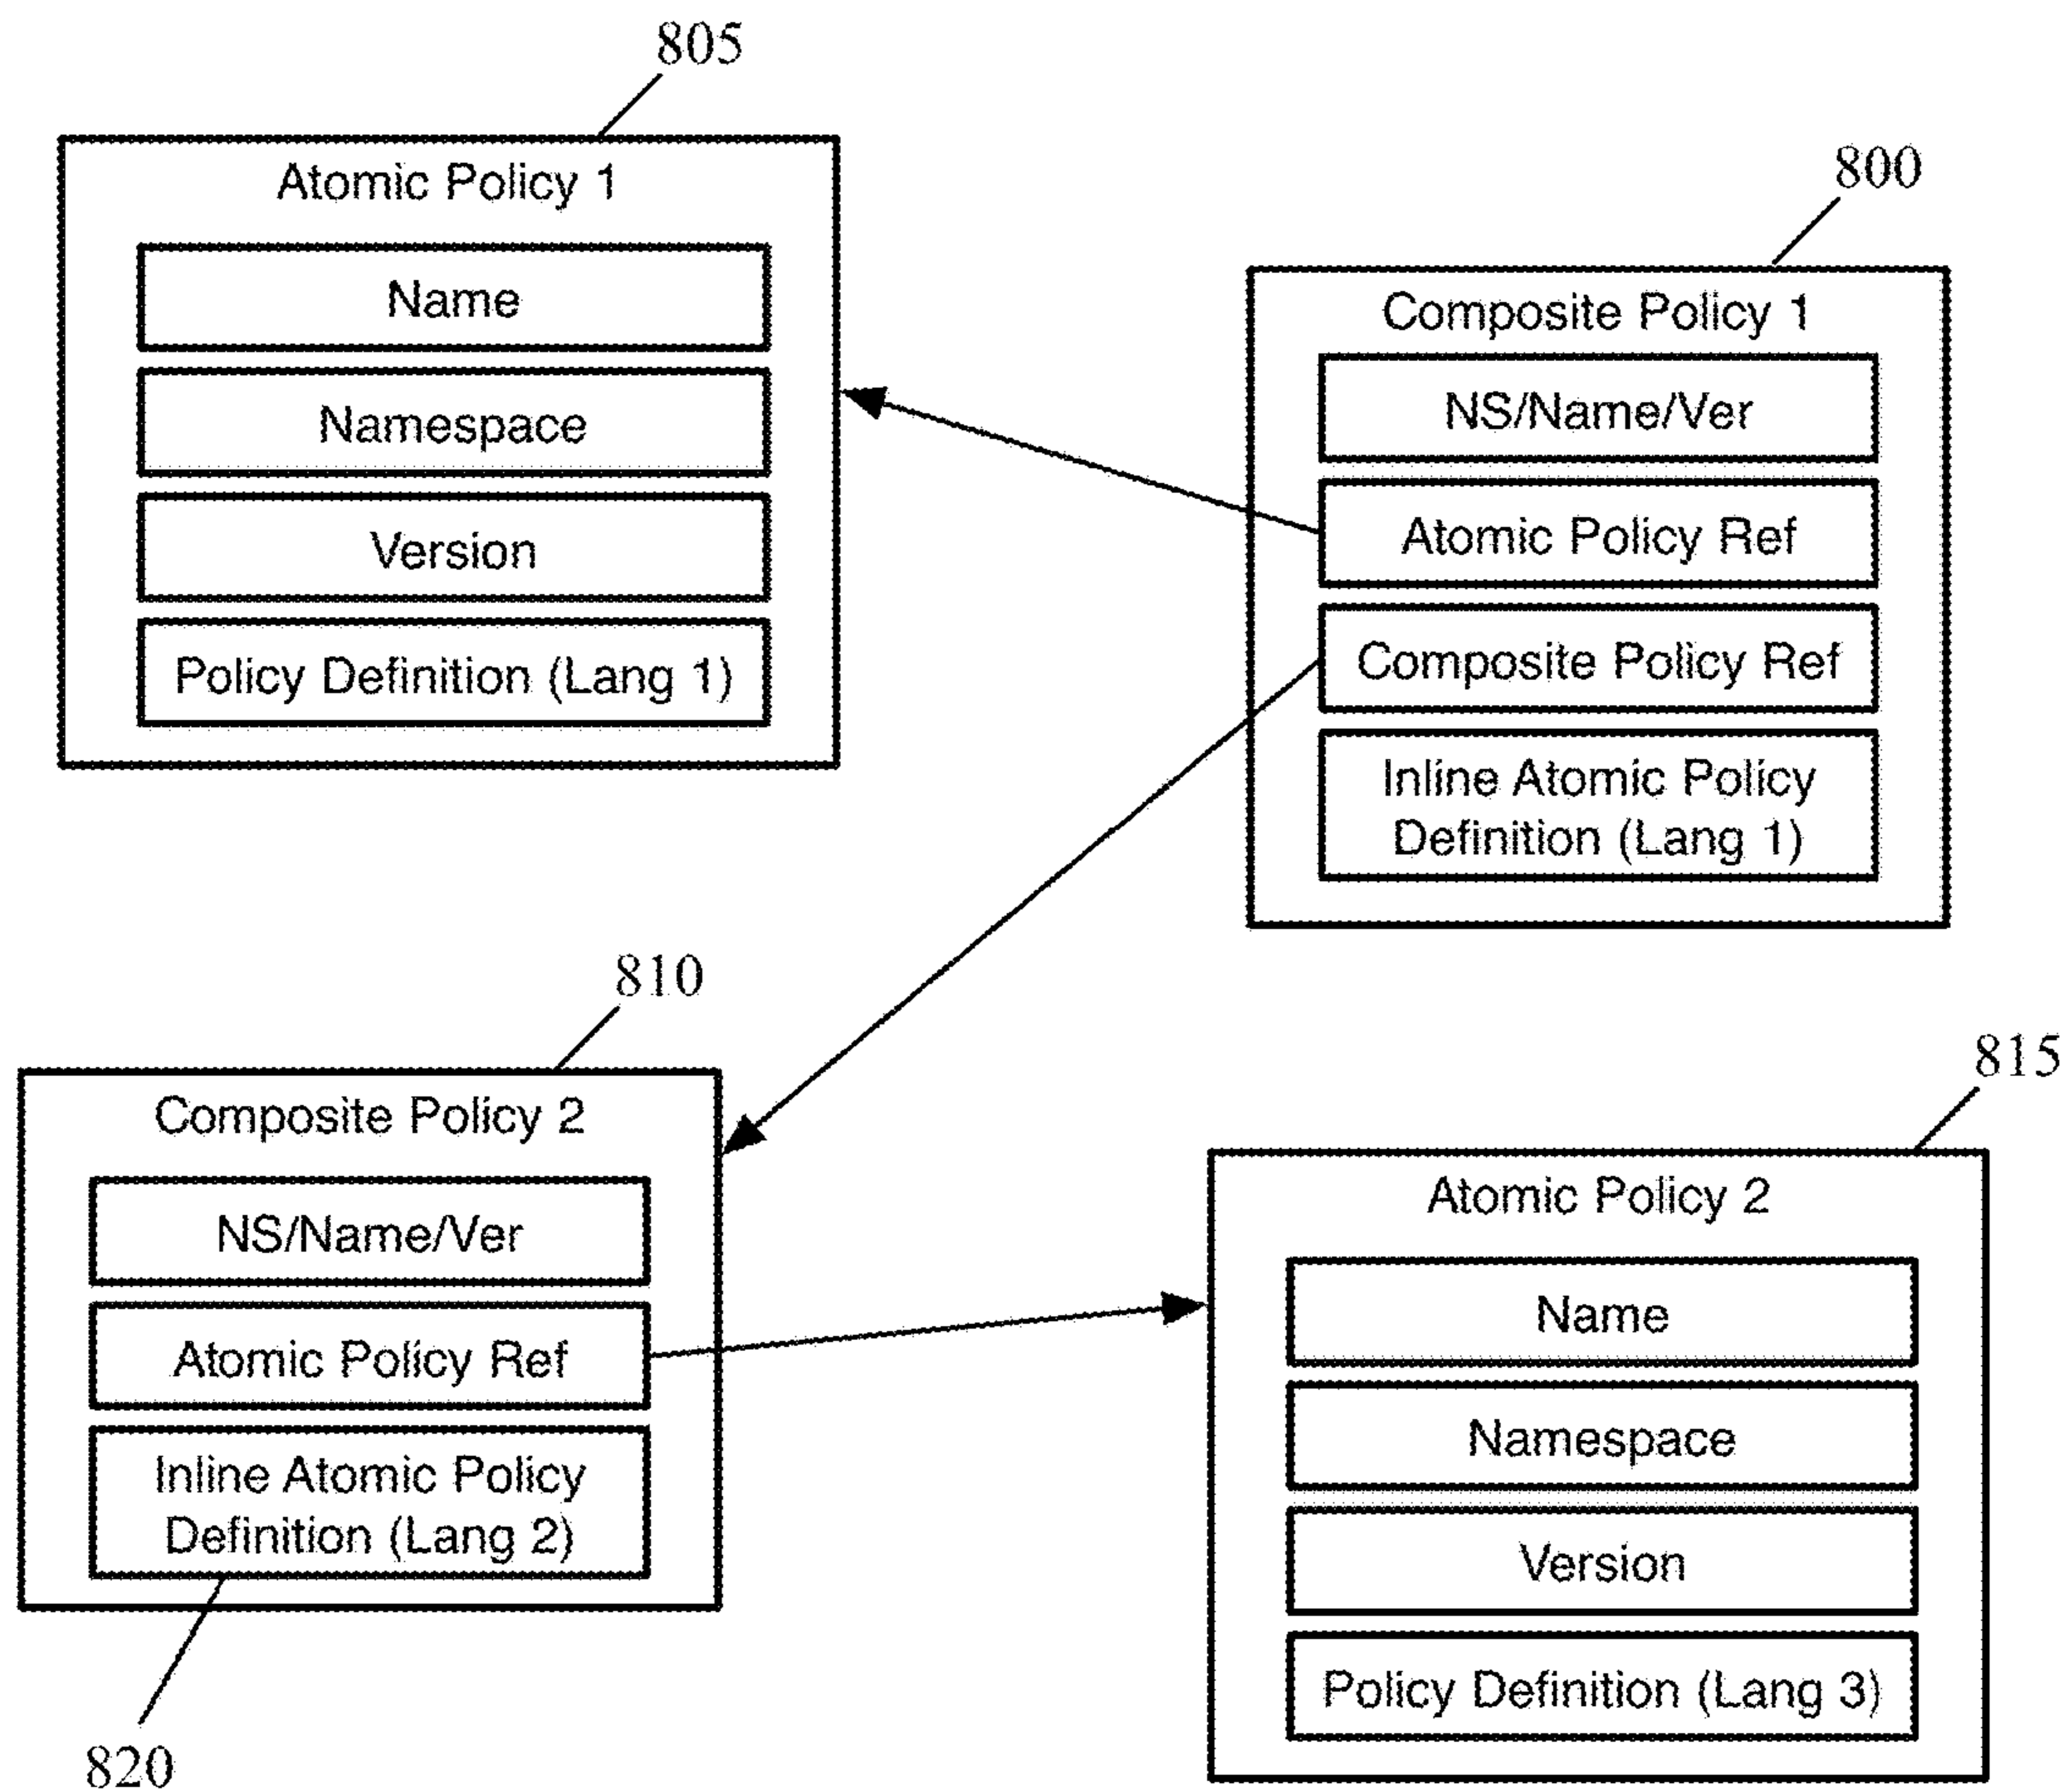 805
Atomic Policy 1
Name
Namespace
Version
Policy Definition (Lang 1)
800
Composite Policy 1
NS/Name/Ver
Atomic Policy Ref
Composite Policy Ref
Inline Atomic Policy
Definition (Lang 1)
810
Composite Policy 2
NS/Name/Ver
Atomic Policy Ref
Inline Atomic Policy
Definition (Lang 2)
820
815
Atomic Policy 2
Name
Namespace
Version
Policy Definition (Lang 3)